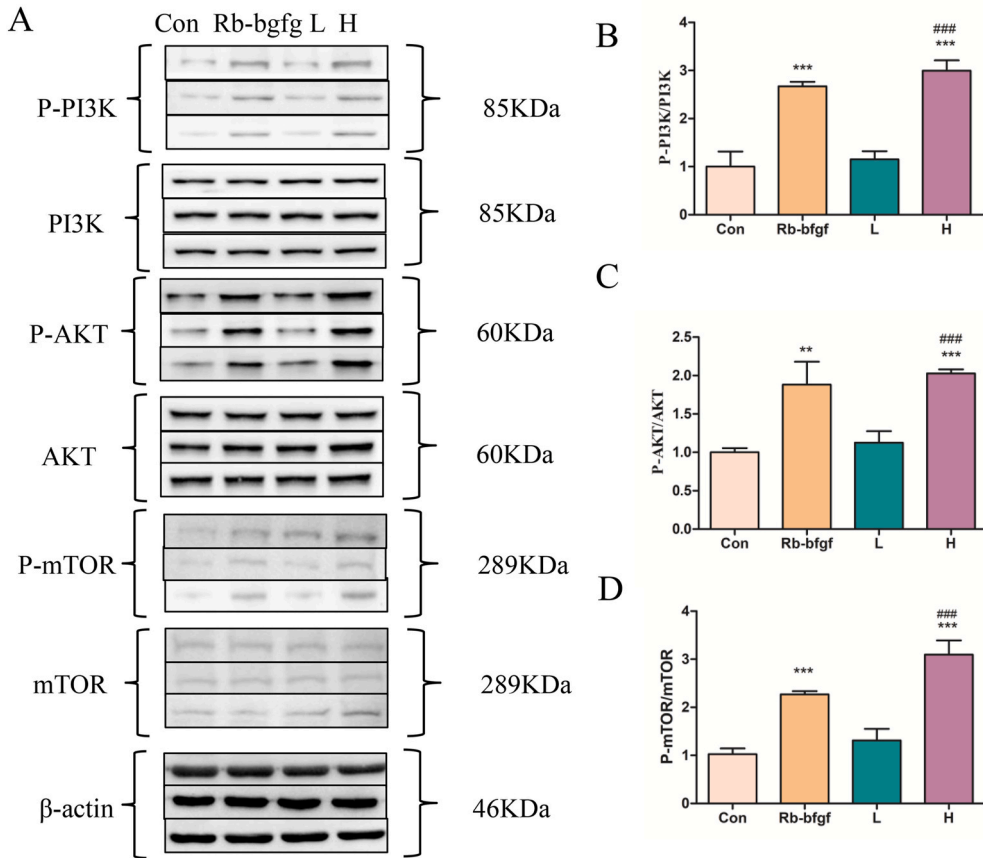 A
Con Rb-bgfg L H
P-PI3K
85KDa
PI3K
85KDa
P-AKT
60KDa
AKT
60KDa
P-mTOR
289KDa
mTOR
289KDa
β-actin
46KDa
B
P-PI3K/PI3K
4
3
2
1
0
***
###
***
Con Rb-bfgf L H
C
P-AKT/AKT
2.5
2.0
1.5
1.0
0.5
0.0
**
###
***
Con Rb-bfgf L H
D
P-mTOR/mTOR
4
3
2
1
0
***
###
***
Con Rb-bfgf L H